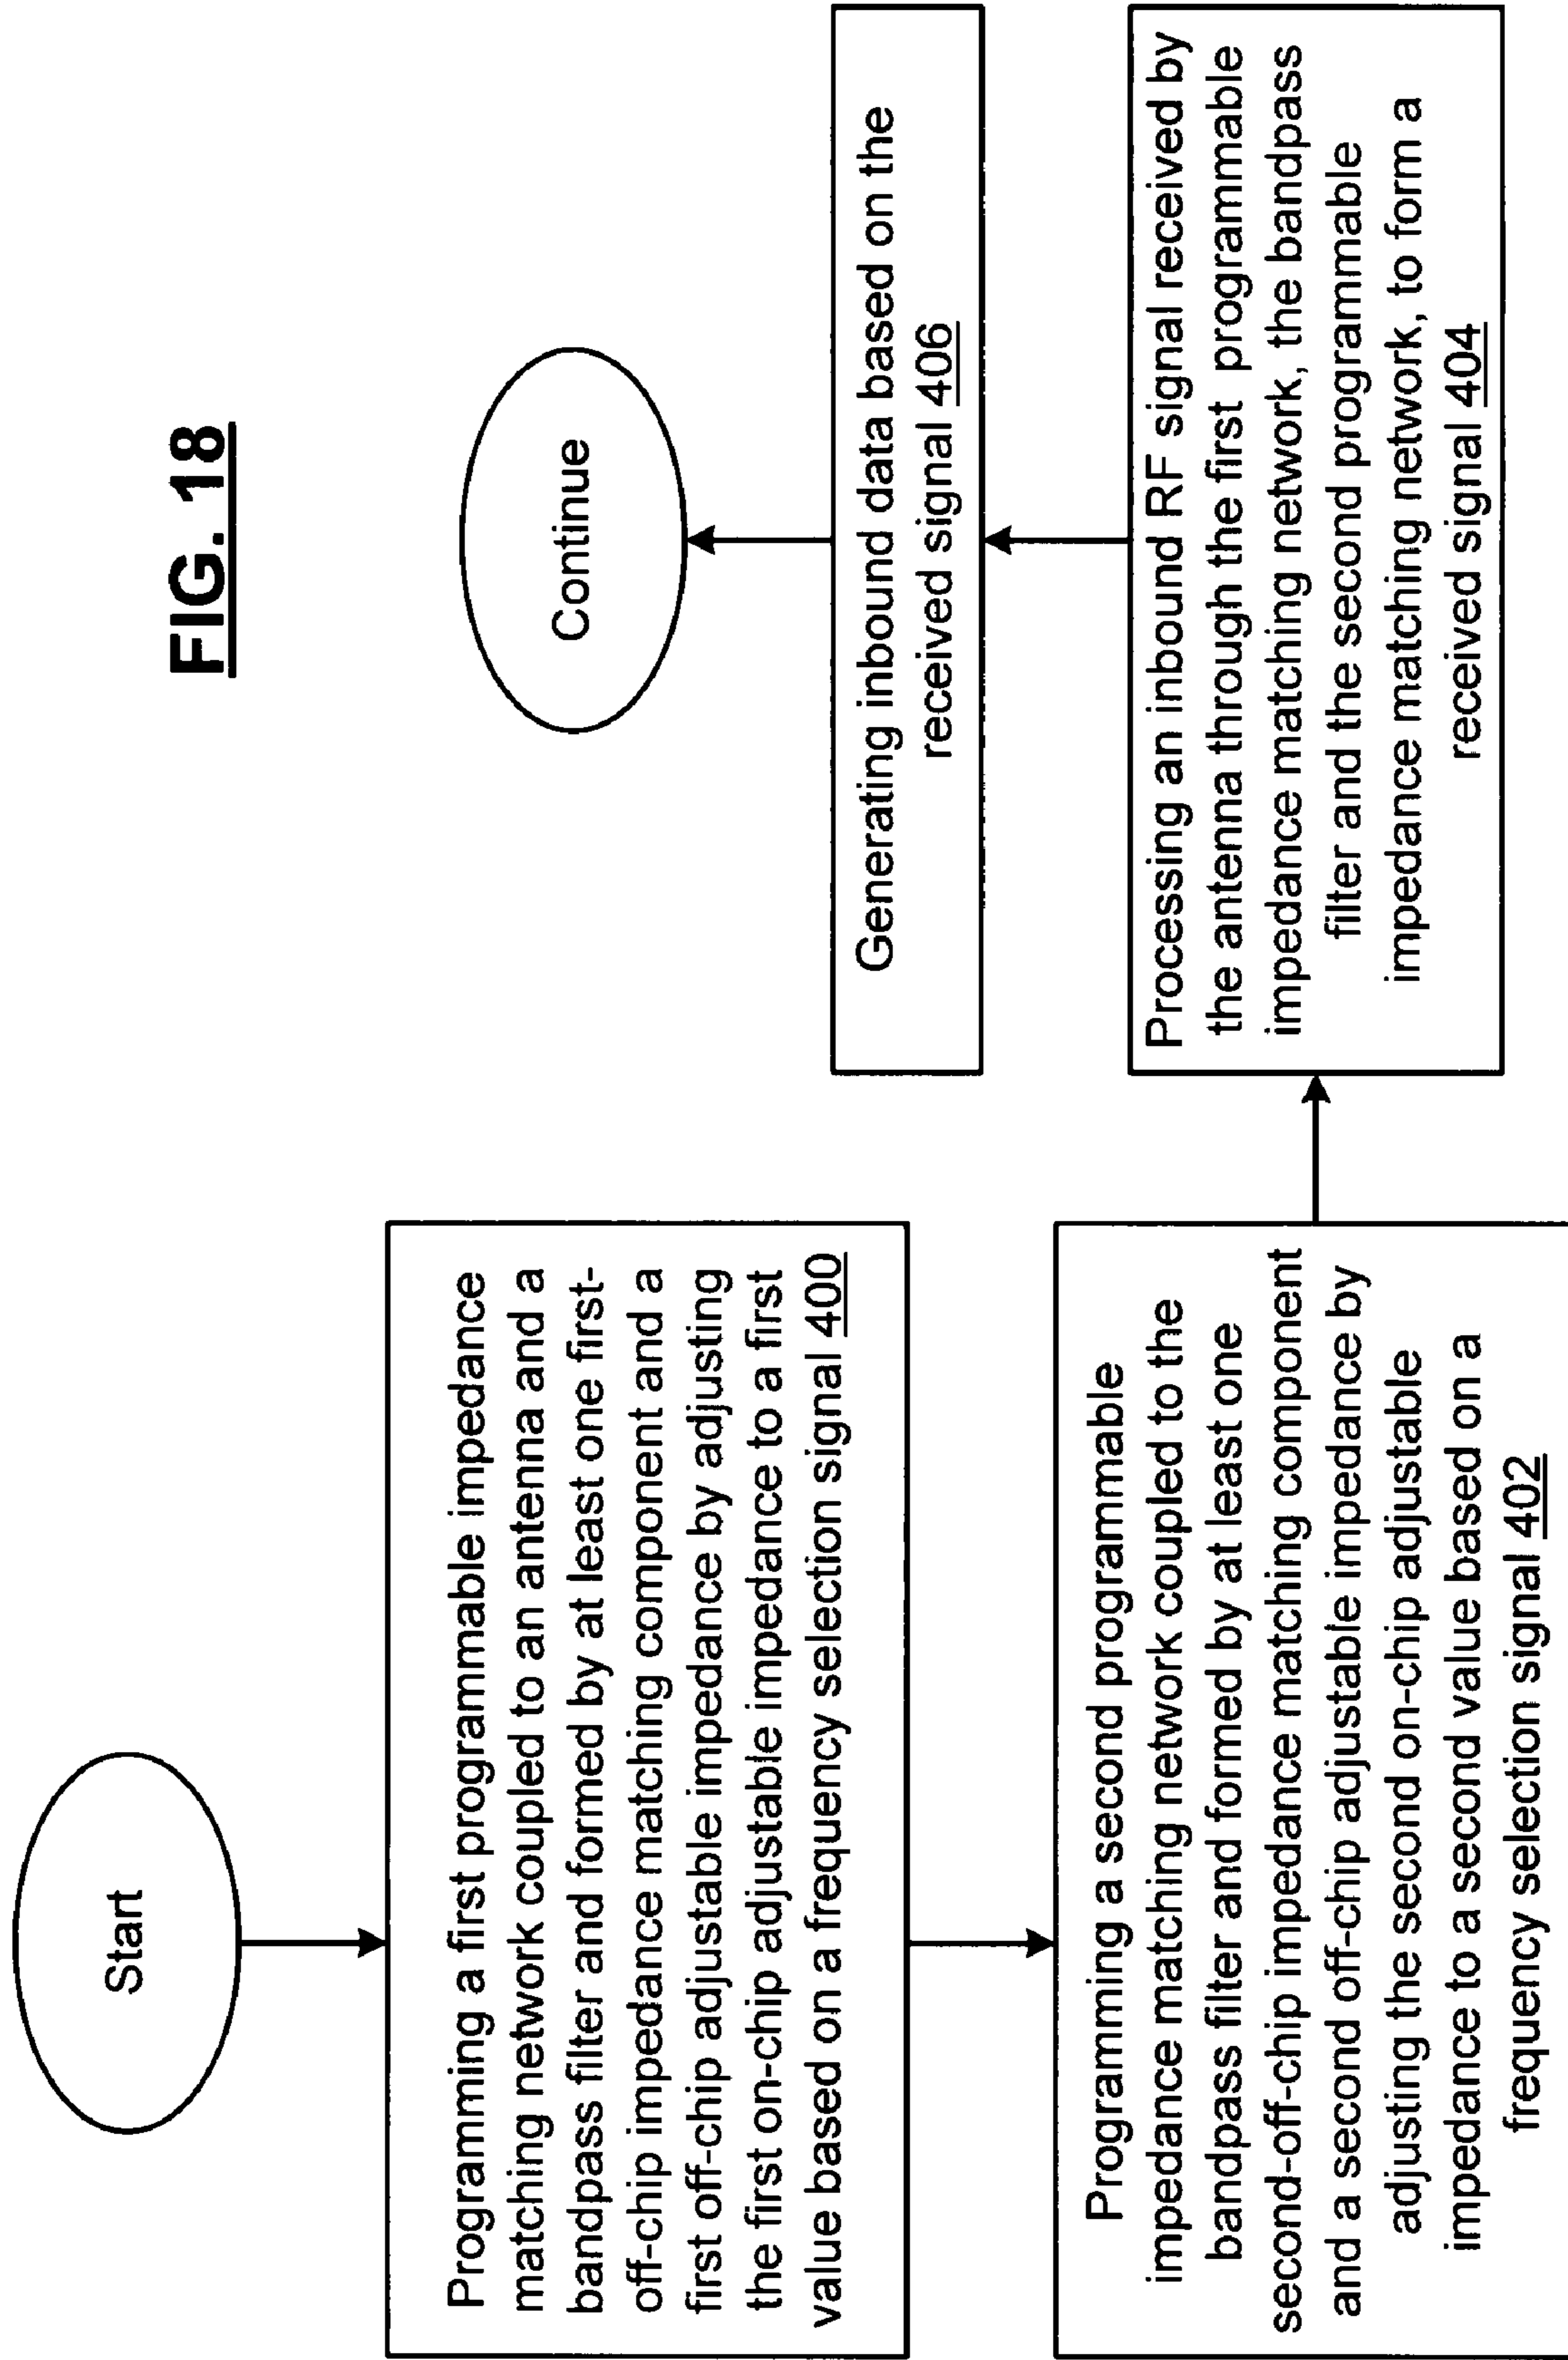 FIG. 18
Start
Programming a first programmable impedance
matching network coupled to an antenna and a
bandpass filter and formed by at least one first-
off-chip impedance matching component and a
first off-chip adjustable impedance by adjusting
the first on-chip adjustable impedance to a first
value based on a frequency selection signal 400
Programming a second programmable
impedance matching network coupled to the
bandpass filter and formed by at least one
second-off-chip impedance matching component
and a second off-chip adjustable impedance by
adjusting the second on-chip adjustable
impedance to a second value based on a
frequency selection signal 402
Processing an inbound RF signal received by
the antenna through the first programmable
impedance matching network, the bandpass
filter and the second programmable
impedance matching network, to form a
received signal 404
Generating inbound data based on the
received signal 406
Continue